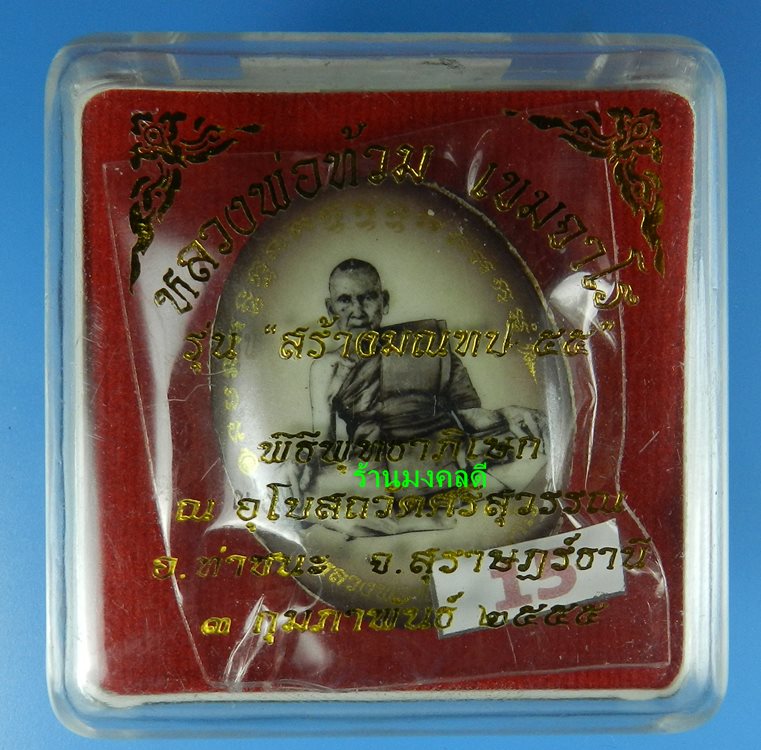 หลวงพ่อท้วม เขมจาโร
รุ่น "สร้างมณฑป ๕๕"
พิธีพุทธาภิเษก
ร้านมงคลดี
ณ อุโบสถวัดศรีสุวรรณ
อ.ท่าชนะ จ.สุราษฎร์ธานี
๓ กุมภาพันธ์ ๒๕๕๕